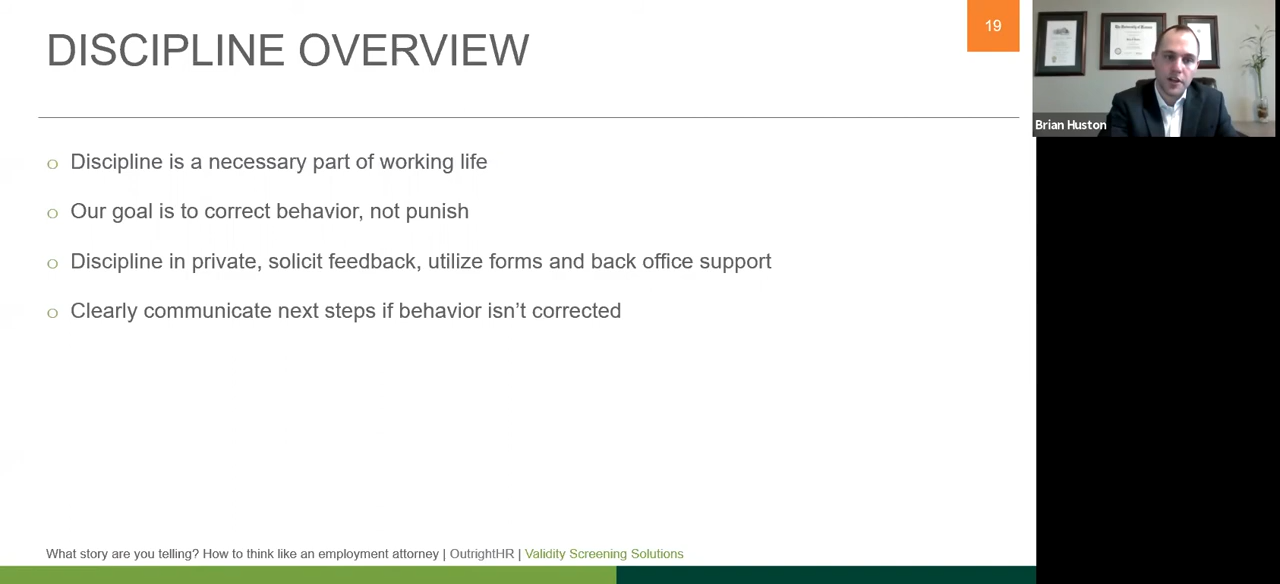 DISCIPLINE OVERVIEW
19
Discipline is a necessary part of working life
Our goal is to correct behavior, not punish
Discipline in private, solicit feedback, utilize forms and back office support
Clearly communicate next steps if behavior isn’t corrected
What story are you telling? How to think like an employment attorney | OutrightHR | Validity Screening Solutions
Brian Huston